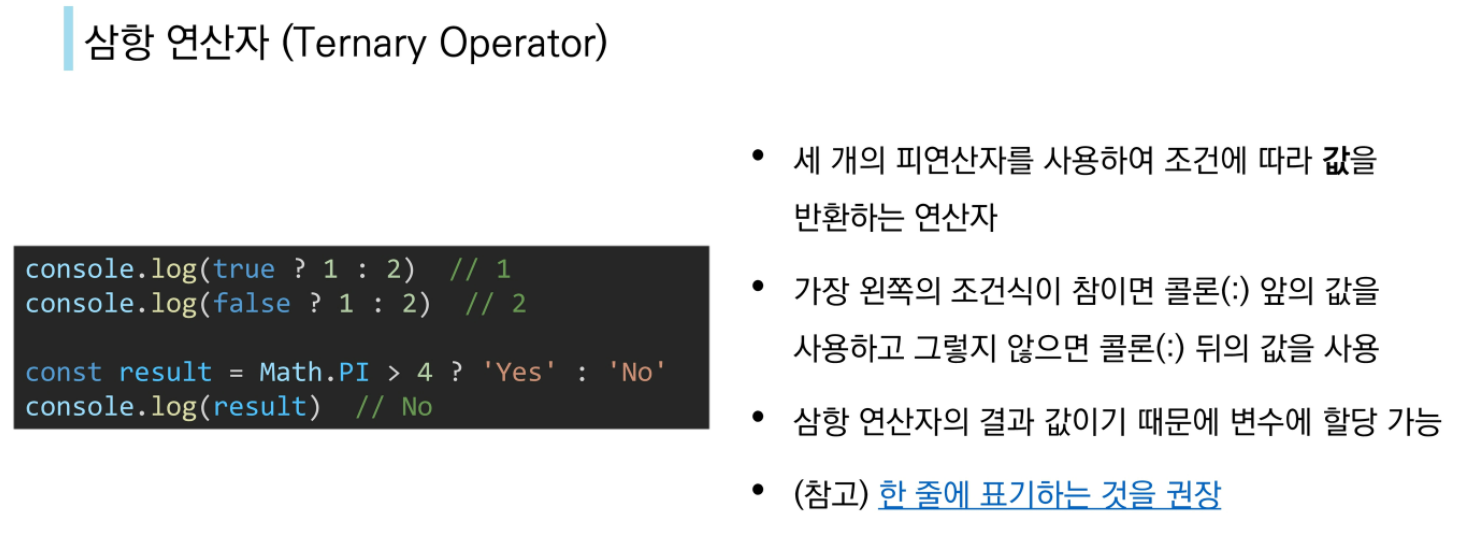 삼항 연산자 (Ternary Operator)
console.log(true ? 1 : 2)  // 1
console.log(false ? 1 : 2)  // 2
const result = Math.PI > 4 ? 'Yes' : 'No'
console.log(result)  // No
• 세 개의 피연산자를 사용하여 조건에 따라 값을
반환하는 연산자
• 가장 왼쪽의 조건식이 참이면 콜론(:) 앞의 값을
사용하고 그렇지 않으면 콜론(:) 뒤의 값을 사용
• 삼항 연산자의 결과 값이기 때문에 변수에 할당 가능
• (참고) 한 줄에 표기하는 것을 권장